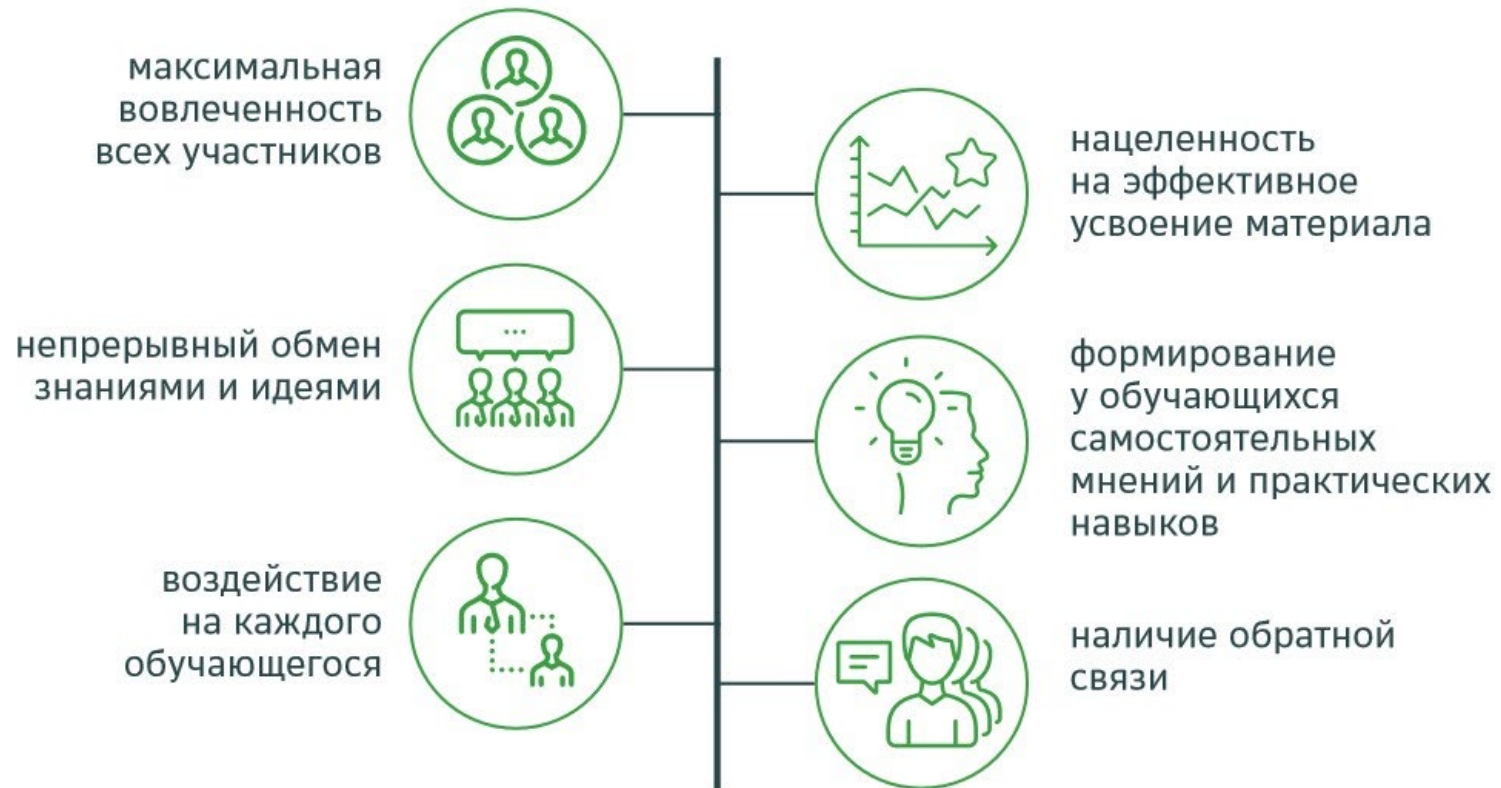 максимальная
вовлеченность
всех участников
нацеленность
на эффективное
усвоение материала
непрерывный обмен
знаниями и идеями
формирование
у обучающихся
самостоятельных
мнений и практических
навыков
воздействие
на каждого
обучающегося
наличие обратной
связи